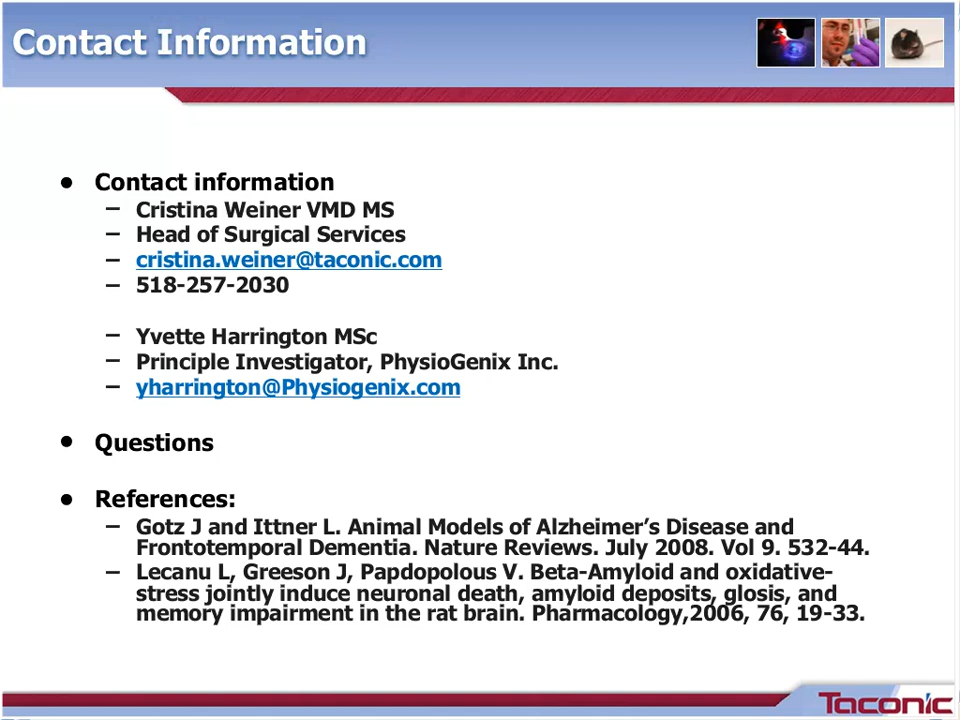 Contact Information
• Contact information
– Cristina Weiner VMD MS
– Head of Surgical Services
– cristina.weiner@taconic.com
– 518-257-2030
– Yvette Harrington MSc
– Principle Investigator, PhysioGenix Inc.
– yharrington@Physiogenix.com
• Questions
• References:
– Gotz J and Ittner L. Animal Models of Alzheimer’s Disease and
Frontotemporal Dementia. Nature Reviews. July 2008. Vol 9. 532-44.
– Lecanu L, Greeson J, Papdopolous V. Beta-Amyloid and oxidative-
stress jointly induce neuronal death, amyloid deposits, glosis, and
memory impairment in the rat brain. Pharmacology,2006, 76, 19-33.
Taconic